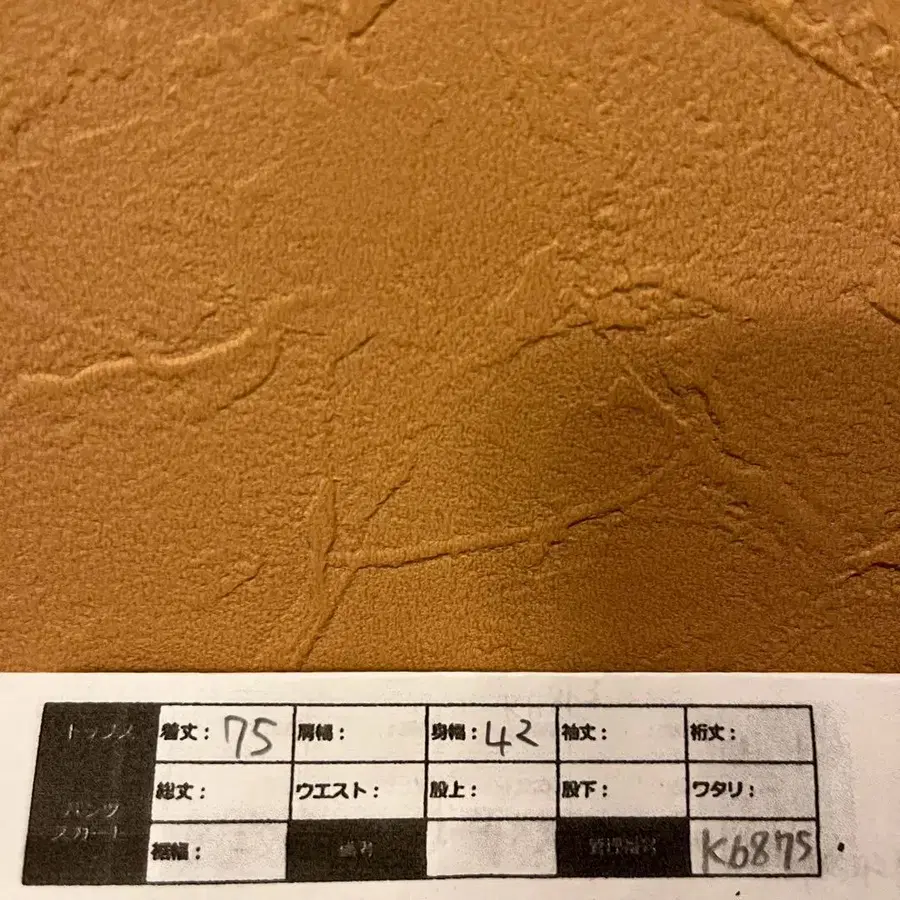 トップス 着丈: 75 肩幅: 身幅: 42 袖丈: 裄丈:
総丈: ウエスト: 股上: 股下: ワタリ:
パンツ
スカート
裾幅: 備考 管理番号 K6875